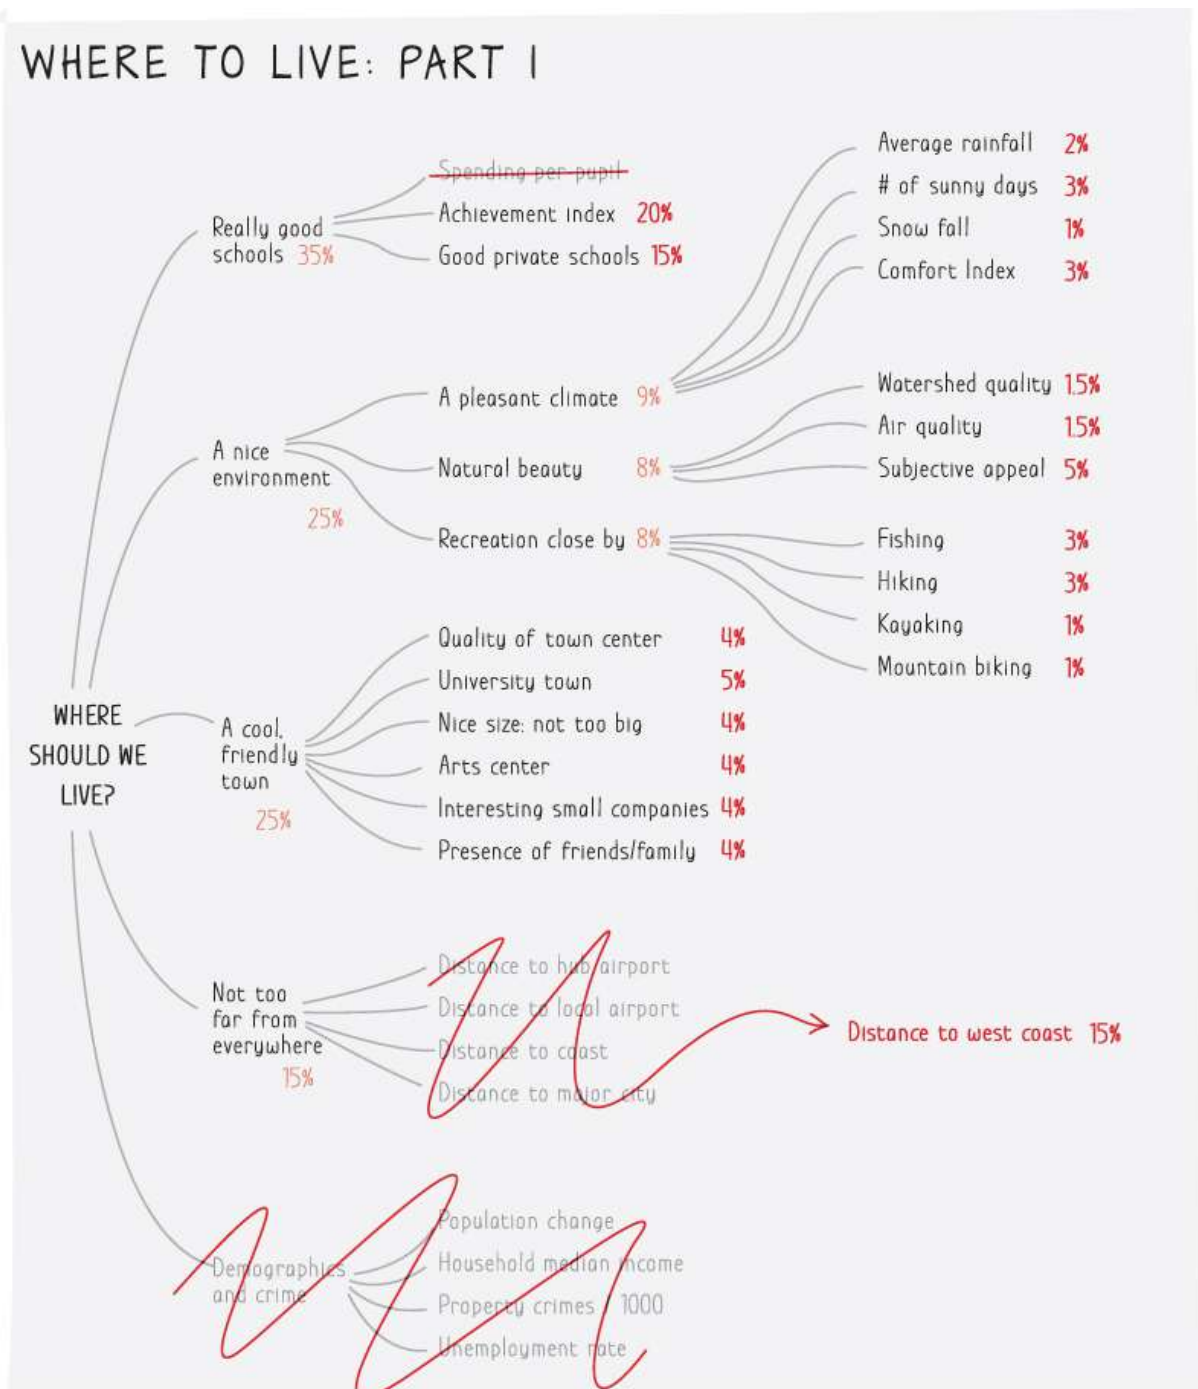 WHERE TO LIVE: PART I
WHERE
SHOULD WE
LIVE?
Really good
schools 35%
Spending per pupil
Achievement index 20%
Good private schools 15%
A nice
environment
25%
A pleasant climate 9%
Average rainfall 2%
# of sunny days 3%
Snow fall 1%
Comfort Index 3%
Natural beauty 8%
Watershed quality 1.5%
Air quality 1.5%
Subjective appeal 5%
Recreation close by 8%
Fishing 3%
Hiking 3%
Kayaking 1%
Mountain biking 1%
A cool,
friendly
town
25%
Quality of town center 4%
University town 5%
Nice size: not too big 4%
Arts center 4%
Interesting small companies 4%
Presence of friends/family 4%
Not too
far from
everywhere
15%
Distance to hub airport
Distance to local airport
Distance to coast
Distance to major city
Distance to west coast 15%
Demographics
and crime
Population change
Household median income
Property crimes / 1000
Unemployment rate